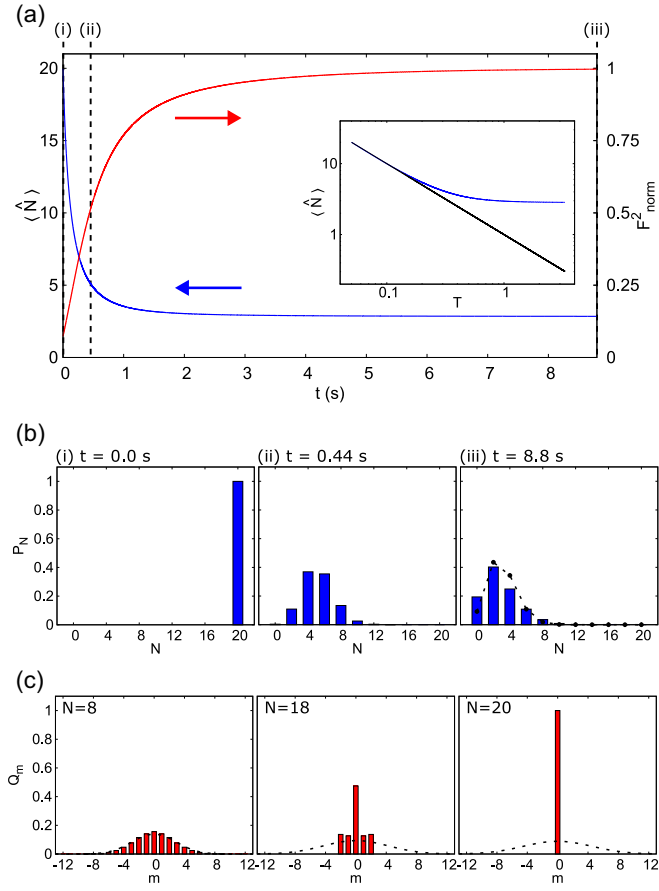 (a)
(i) (ii) (iii)
20 1
15 0.75
⟨ N̂ ⟩ 10 0.5 F²norm
5 0.25
0 0
0 1 2 3 4 5 6 7 8
t (s)
10
⟨ N̂ ⟩
1
0.1 1
T
(b)
(i) t = 0.0 s (ii) t = 0.44 s (iii) t = 8.8 s
1
0.8
0.6
P_N
0.4
0.2
0
0 4 8 12 16 20 0 4 8 12 16 20 0 4 8 12 16 20
N N N
(c)
N=8 N=18 N=20
1
0.8
0.6
Q_m
0.4
0.2
0
-12 -8 -4 0 4 8 12 -12 -8 -4 0 4 8 12 -12 -8 -4 0 4 8 12
m m m